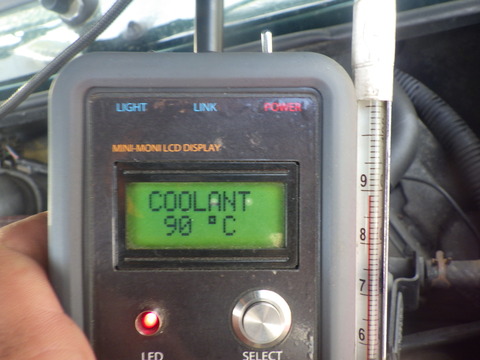 LIGHT LINK POWER
MINI-MONI LCD DISPLAY
COOLANT
90 °C
LED SELECT
9
8
7
6